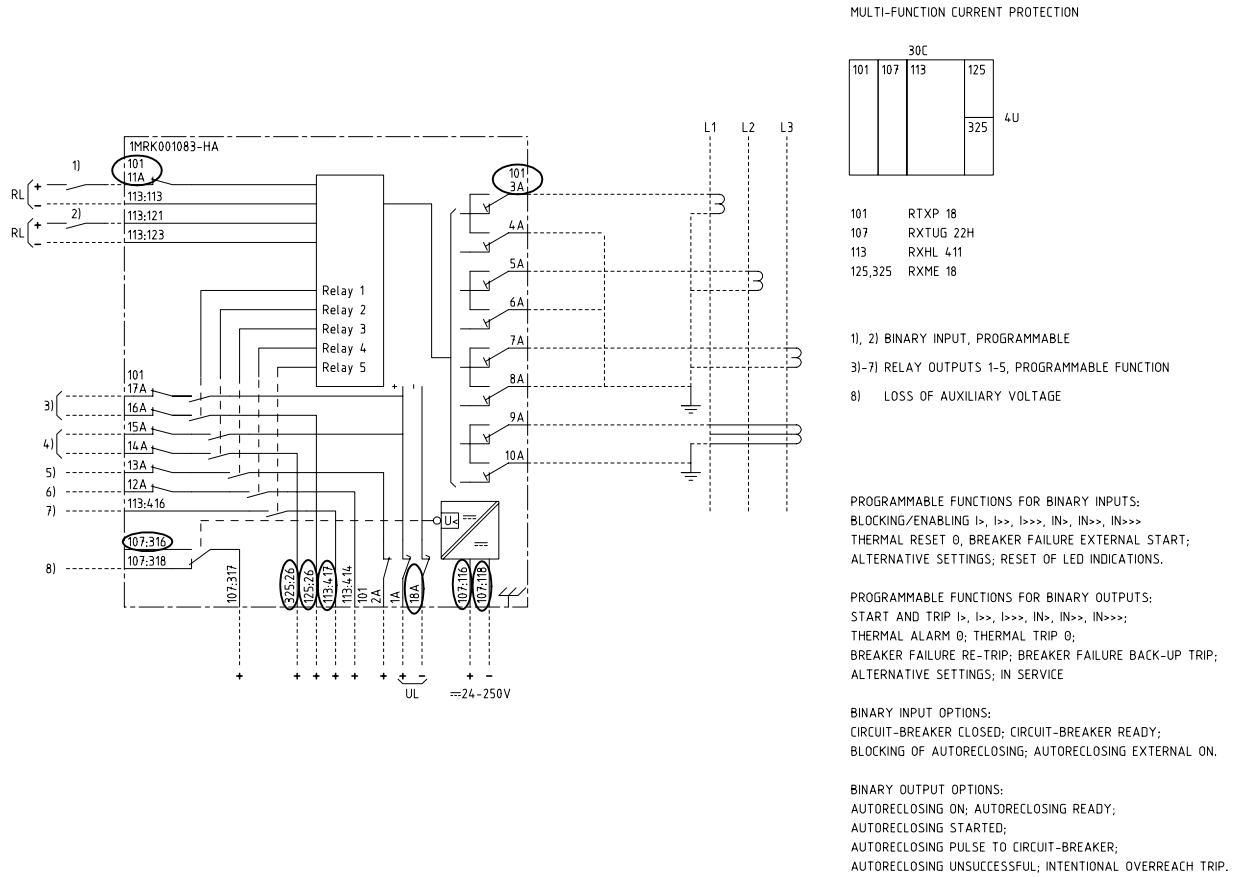 MULTI-FUNCTION CURRENT PROTECTION
30C
101 107 113 125
325
4U
101 RTXP 18
107 RXTUG 22H
113 RXHL 411
125,325 RXME 18
1), 2) BINARY INPUT, PROGRAMMABLE
3)-7) RELAY OUTPUTS 1-5, PROGRAMMABLE FUNCTION
8) LOSS OF AUXILIARY VOLTAGE
PROGRAMMABLE FUNCTIONS FOR BINARY INPUTS:
BLOCKING/ENABLING I>, I>>, I>>>, IN>, IN>>, IN>>>
THERMAL RESET θ, BREAKER FAILURE EXTERNAL START;
ALTERNATIVE SETTINGS; RESET OF LED INDICATIONS.
PROGRAMMABLE FUNCTIONS FOR BINARY OUTPUTS:
START AND TRIP I>, I>>, I>>>, IN>, IN>>, IN>>>;
THERMAL ALARM θ; THERMAL TRIP θ;
BREAKER FAILURE RE-TRIP; BREAKER FAILURE BACK-UP TRIP;
ALTERNATIVE SETTINGS; IN SERVICE
BINARY INPUT OPTIONS:
CIRCUIT-BREAKER CLOSED; CIRCUIT-BREAKER READY;
BLOCKING OF AUTORECLOSING; AUTORECLOSING EXTERNAL ON.
BINARY OUTPUT OPTIONS:
AUTORECLOSING ON; AUTORECLOSING READY;
AUTORECLOSING STARTED;
AUTORECLOSING PULSE TO CIRCUIT-BREAKER;
AUTORECLOSING UNSUCCESSFUL; INTENTIONAL OVERREACH TRIP.
1MRK001083-HA
L1 L2 L3
1)
101
11A
RL + -
113:113
2)
113:121
RL + -
113:123
Relay 1
Relay 2
Relay 3
Relay 4
Relay 5
+ -
101
3A
4A
5A
6A
7A
8A
9A
10A
101
17A
3)
16A
15A
4)
14A
13A
5)
12A
6)
113:416
7)
107:316
107:318
8)
U<
107:317
325:26
125:26
113:417
113:414
101
2A
1A
18A
107:116
107:118
+ + + + + + + - + -
UL
24-250V